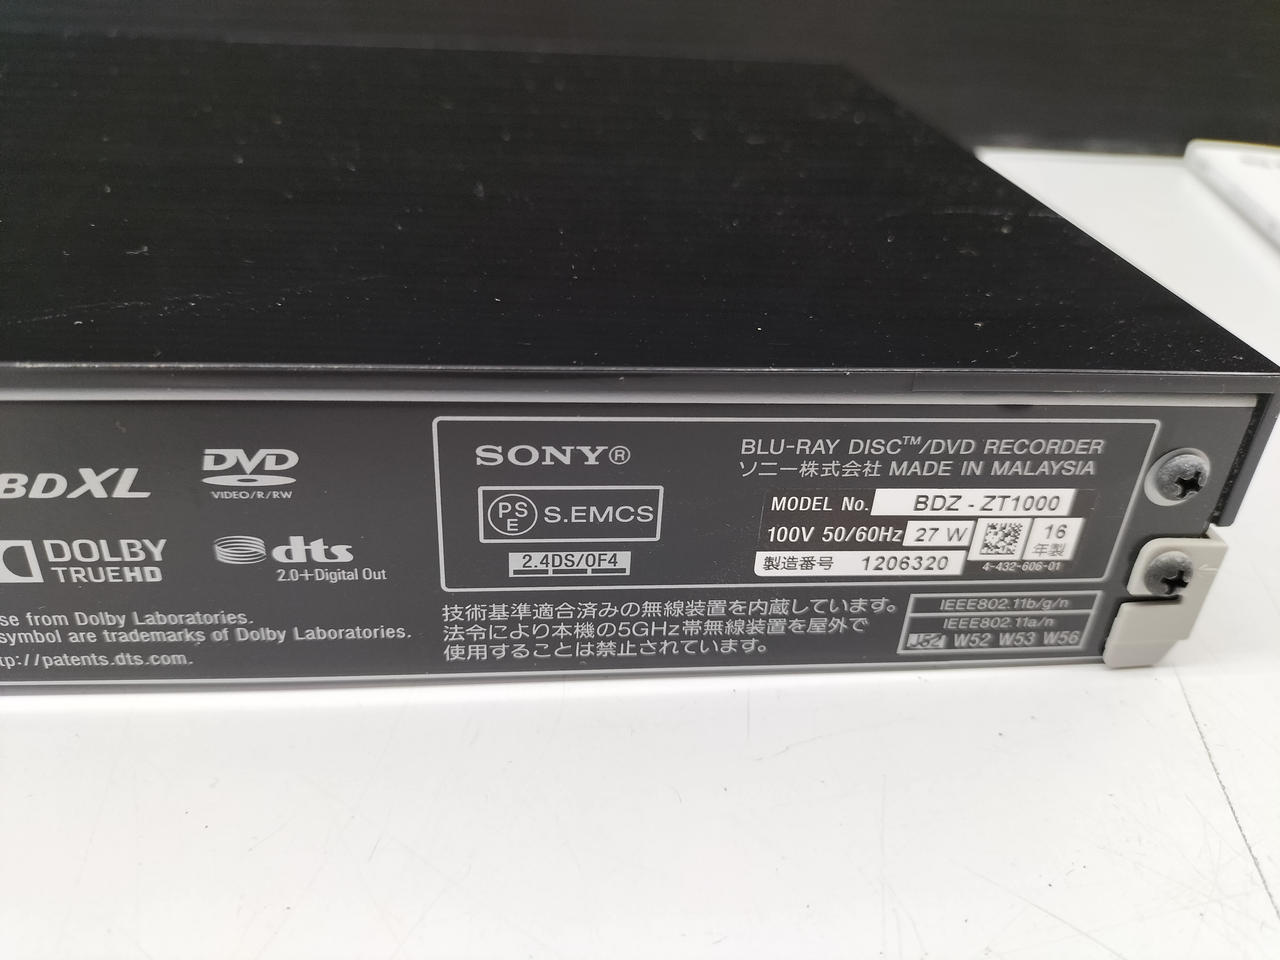 BDXL
DVD
VIDEO/R/RW
DOLBY
TRUEHD
dts
2.0+Digital Out
se from Dolby Laboratories.
symbol are trademarks of Dolby Laboratories.
tp://patents.dts.com.
SONY®
PS
E
S.EMCS
2.4DS/OF4
BLU-RAY DISC™/DVD RECORDER
ソニー株式会社 MADE IN MALAYSIA
MODEL No. BDZ - ZT1000
100V 50/60Hz 27 W
16
年製
製造番号 1206320
4-432-606-01
技術基準適合済みの無線装置を内蔵しています。
法令により本機の5GHz帯無線装置を屋外で
使用することは禁止されています。
IEEE802.11b/g/n
IEEE802.11a/n
J52 W52 W53 W56